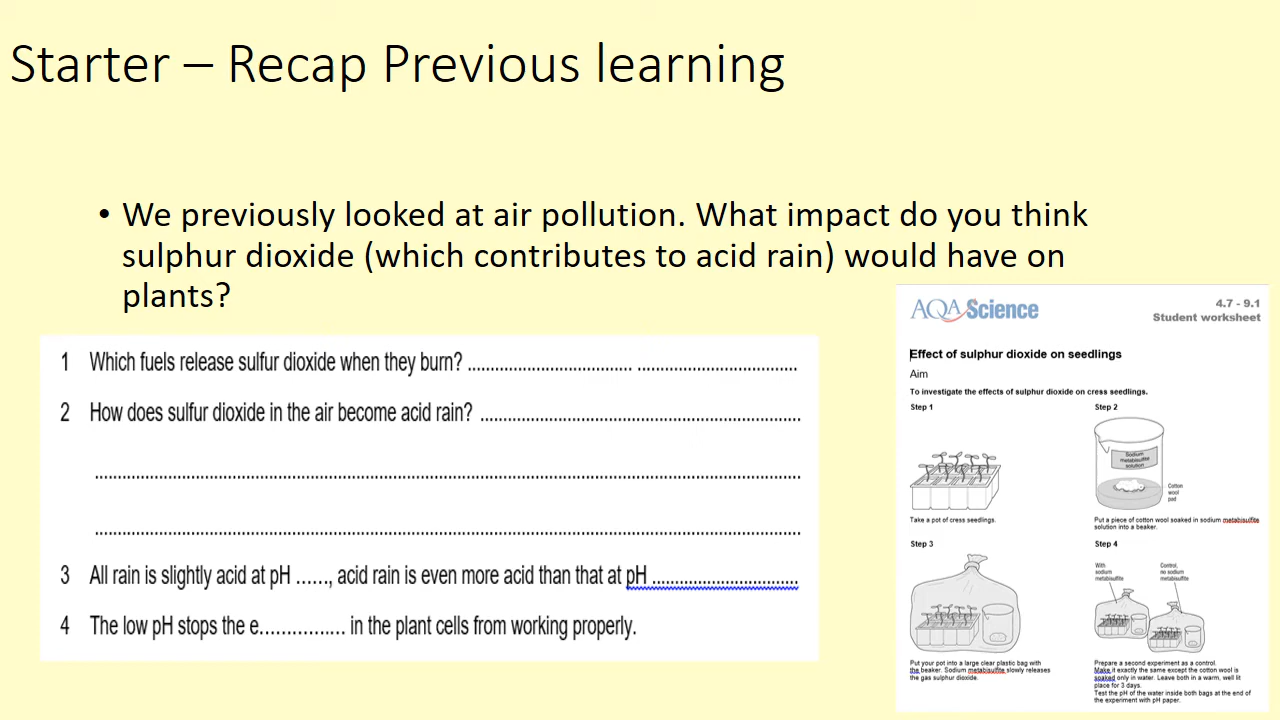 Starter – Recap Previous learning
• We previously looked at air pollution. What impact do you think
sulphur dioxide (which contributes to acid rain) would have on
plants?
1 Which fuels release sulfur dioxide when they burn? .................................... ...................................
2 How does sulfur dioxide in the air become acid rain? .....................................................................
..........................................................................................................................................................
..........................................................................................................................................................
3 All rain is slightly acid at pH ......, acid rain is even more acid than that at pH ................................
4 The low pH stops the e.................. in the plant cells from working properly.
AQA Science
4.7 - 9.1
Student worksheet
Effect of sulphur dioxide on seedlings
Aim
To investigate the effects of sulphur dioxide on cress seedlings.
Step 1
Take a pot of cress seedlings.
Step 2
Sodium
metabisulfite
solution
Cotton
wool
pad
Put a piece of cotton wool soaked in sodium metabisulfite
solution into a beaker.
Step 3
Put your pot into a large clear plastic bag with
the beaker. Sodium metabisulfite slowly releases
the gas sulphur dioxide.
Step 4
With
sodium
metabisulfite
Control,
no sodium
metabisulfite
Prepare a second experiment as a control.
Make it exactly the same except the cotton wool is
soaked only in water. Leave both in a warm, well lit
place for 3 days.
Test the pH of the water inside both bags at the end of
the experiment with pH paper.